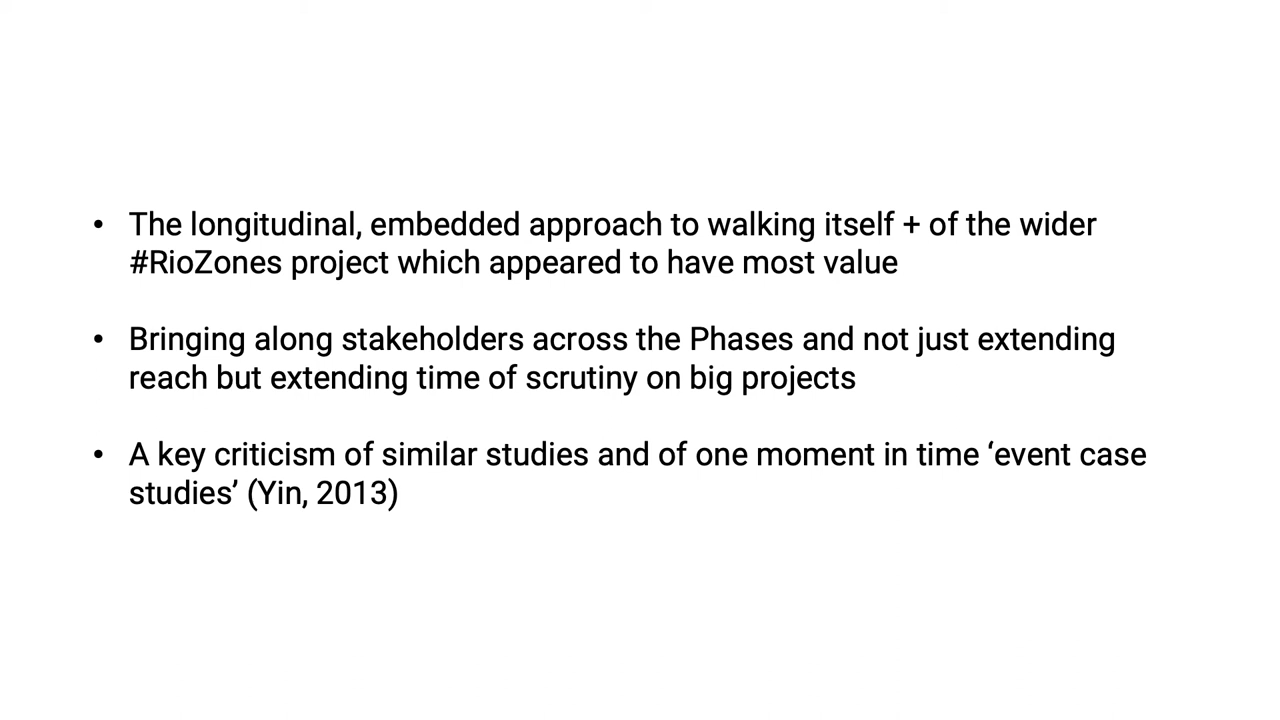 • The longitudinal, embedded approach to walking itself + of the wider
#RioZones project which appeared to have most value
• Bringing along stakeholders across the Phases and not just extending
reach but extending time of scrutiny on big projects
• A key criticism of similar studies and of one moment in time ‘event case
studies’ (Yin, 2013)